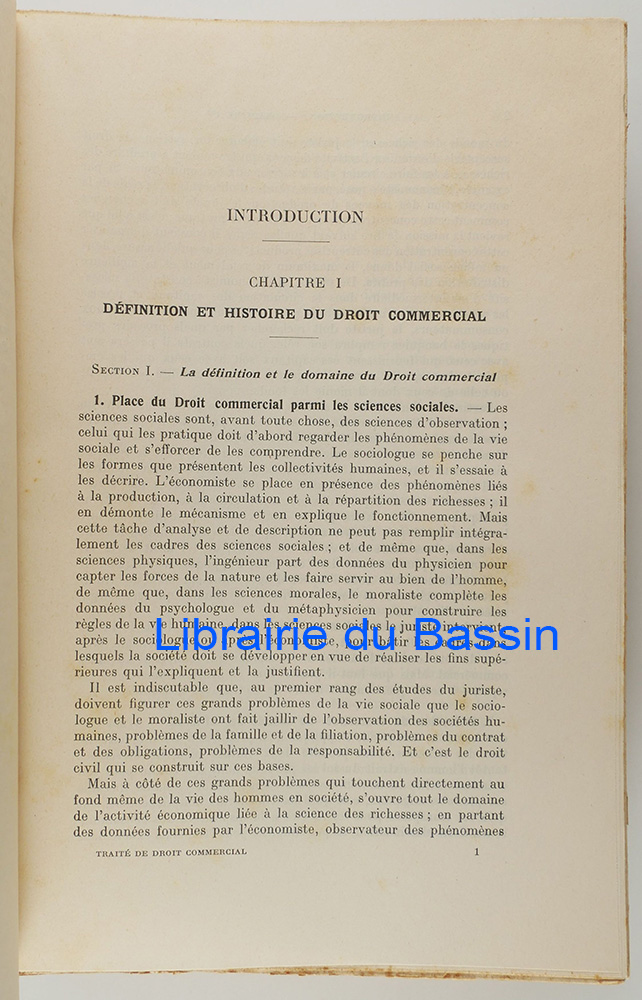 INTRODUCTION
CHAPITRE I
DÉFINITION ET HISTOIRE DU DROIT COMMERCIAL
SECTION I. — La définition et le domaine du Droit commercial
1. Place du Droit commercial parmi les sciences sociales. — Les
sciences sociales sont, avant toute chose, des sciences d'observation ;
celui qui les pratique doit d'abord regarder les phénomènes de la vie
sociale et s'efforcer de les comprendre. Le sociologue se penche sur
les formes que présentent les collectivités humaines, et il s'essaie à
les décrire. L'économiste se place en présence des phénomènes liés
à la production, à la circulation et à la répartition des richesses ; il
en démonte le mécanisme et en explique le fonctionnement. Mais
cette tâche d'analyse et de description ne peut pas remplir intégra-
lement les cadres des sciences sociales ; et de même que, dans les
sciences physiques, l'ingénieur part des données du physicien pour
capter les forces de la nature et les faire servir au bien de l'homme,
de même que, dans les sciences morales, le moraliste complète les
données du psychologue et du métaphysicien pour construire les
règles de la vie humaine, dans les sciences sociales le juriste intervient
après le sociologue ou après l'économiste, pour bâtir les cadres dans
lesquels la société doit se développer en vue de réaliser les fins supé-
rieures qui l'expliquent et la justifient.
Il est indiscutable que, au premier rang des études du juriste,
doivent figurer ces grands problèmes de la vie sociale que le socio-
logue et le moraliste ont fait jaillir de l'observation des sociétés hu-
maines, problèmes de la famille et de la filiation, problèmes du contrat
et des obligations, problèmes de la responsabilité. Et c'est le droit
civil qui se construit sur ces bases.
Mais à côté de ces grands problèmes qui touchent directement au
fond même de la vie des hommes en société, s'ouvre tout le domaine
de l'activité économique liée à la science des richesses ; en partant
des données fournies par l'économiste, observateur des phénomènes
TRAITÉ DE DROIT COMMERCIAL 1
Librairie du Bassin